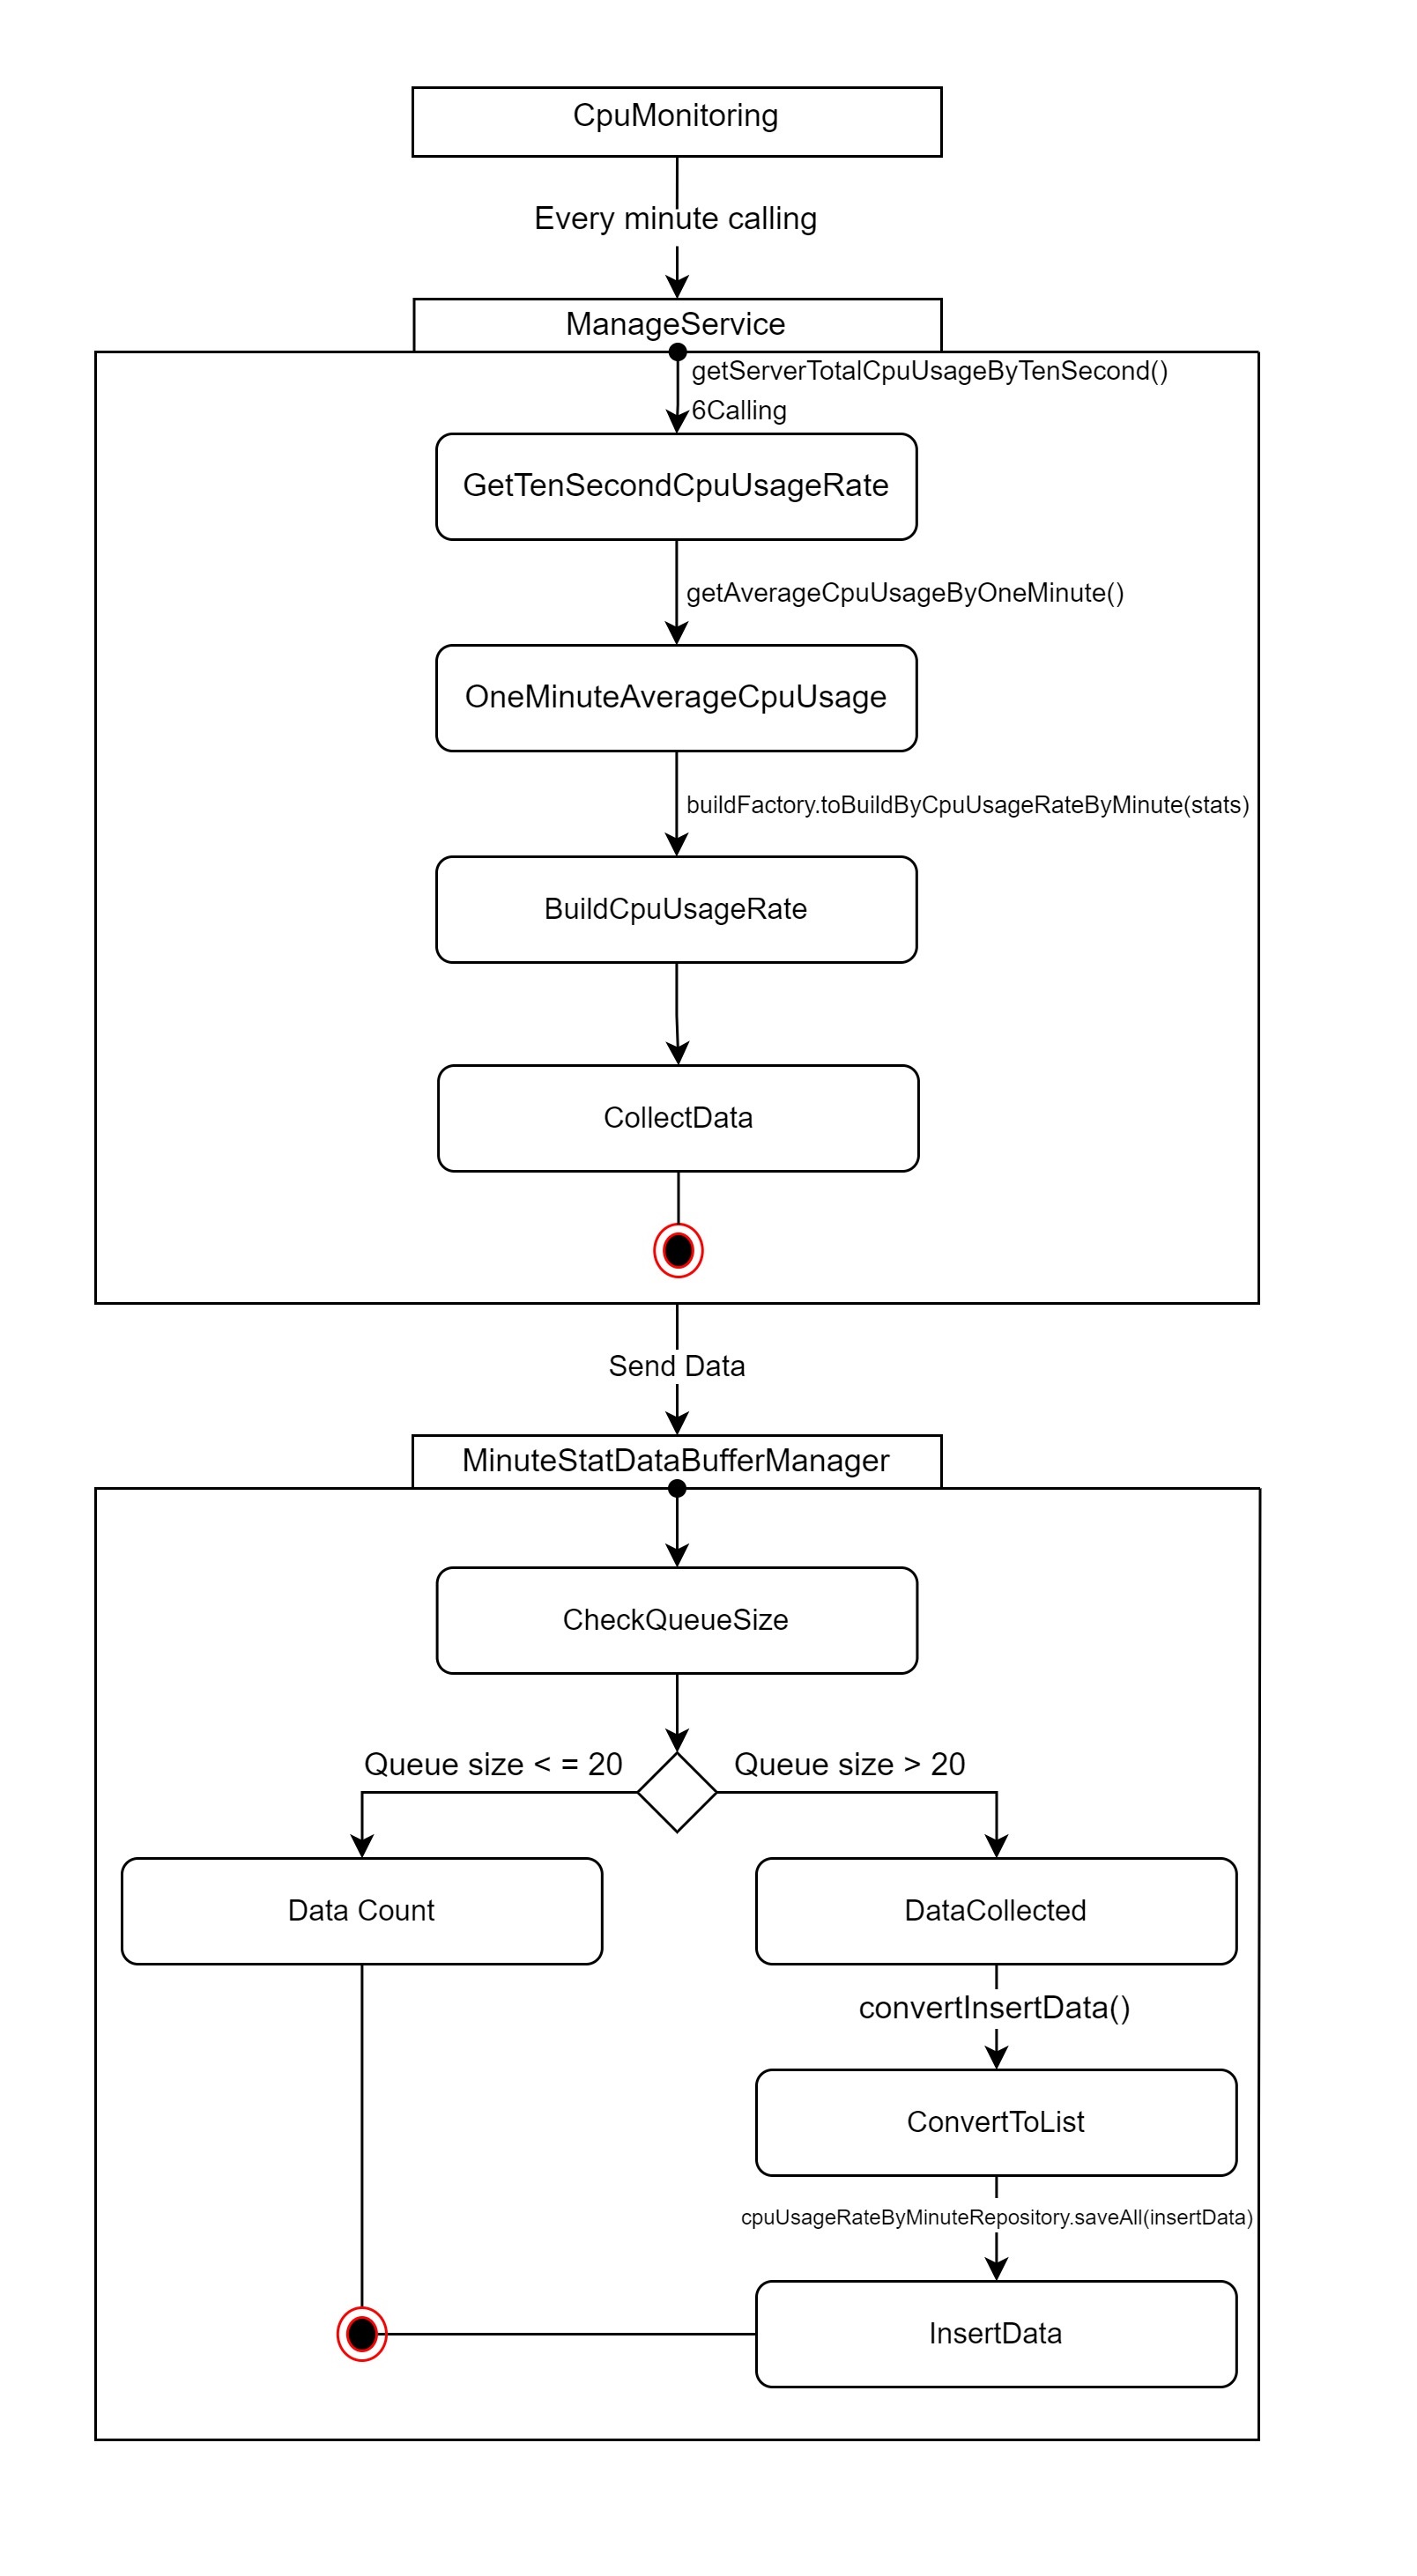 CpuMonitoring
Every minute calling
ManageService
getServerTotalCpuUsageByTenSecond()
6Calling
GetTenSecondCpuUsageRate
getAverageCpuUsageByOneMinute()
OneMinuteAverageCpuUsage
buildFactory.toBuildByCpuUsageRateByMinute(stats)
BuildCpuUsageRate
CollectData
Send Data
MinuteStatDataBufferManager
CheckQueueSize
Queue size < = 20
Queue size > 20
Data Count
DataCollected
convertInsertData()
ConvertToList
cpuUsageRateByMinuteRepository.saveAll(insertData)
InsertData